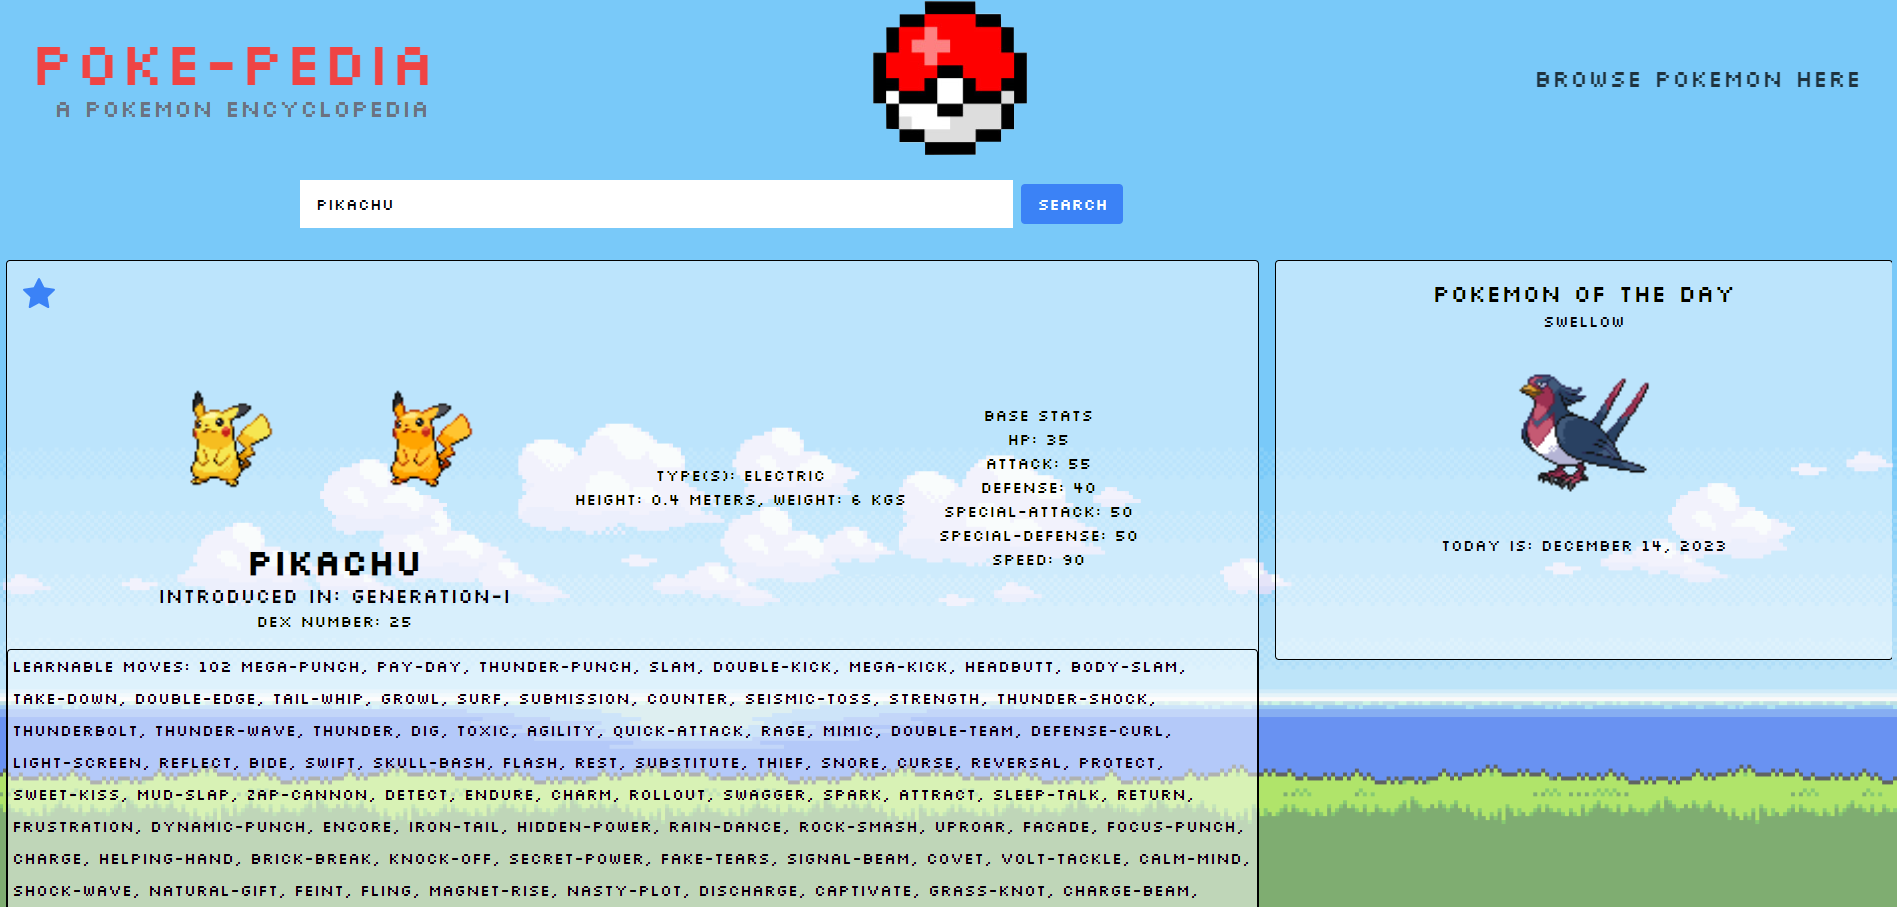 POKE-PEDIA
A POKEMON ENCYCLOPEDIA
BROWSE POKEMON HERE
PIKACHU
SEARCH
PIKACHU
INTRODUCED IN: GENERATION-I
DEX NUMBER: 25
TYPE(S): ELECTRIC
HEIGHT: 0.4 METERS, WEIGHT: 6 KGS
BASE STATS
HP: 35
ATTACK: 55
DEFENSE: 40
SPECIAL-ATTACK: 50
SPECIAL-DEFENSE: 50
SPEED: 90
POKEMON OF THE DAY
SWELLOW
TODAY IS: DECEMBER 14, 2023
LEARNABLE MOVES: 102 MEGA-PUNCH, PAY-DAY, THUNDER-PUNCH, SLAM, DOUBLE-KICK, MEGA-KICK, HEADBUTT, BODY-SLAM,
TAKE-DOWN, DOUBLE-EDGE, TAIL-WHIP, GROWL, SURF, SUBMISSION, COUNTER, SEISMIC-TOSS, STRENGTH, THUNDER-SHOCK,
THUNDERBOLT, THUNDER-WAVE, THUNDER, DIG, TOXIC, AGILITY, QUICK-ATTACK, RAGE, MIMIC, DOUBLE-TEAM, DEFENSE-CURL,
LIGHT-SCREEN, REFLECT, BIDE, SWIFT, SKULL-BASH, FLASH, REST, SUBSTITUTE, THIEF, SNORE, CURSE, REVERSAL, PROTECT,
SWEET-KISS, MUD-SLAP, ZAP-CANNON, DETECT, ENDURE, CHARM, ROLLOUT, SWAGGER, SPARK, ATTRACT, SLEEP-TALK, RETURN,
FRUSTRATION, DYNAMIC-PUNCH, ENCORE, IRON-TAIL, HIDDEN-POWER, RAIN-DANCE, ROCK-SMASH, UPROAR, FACADE, FOCUS-PUNCH,
CHARGE, HELPING-HAND, BRICK-BREAK, KNOCK-OFF, SECRET-POWER, FAKE-TEARS, SIGNAL-BEAM, COVET, VOLT-TACKLE, CALM-MIND,
SHOCK-WAVE, NATURAL-GIFT, FEINT, FLING, MAGNET-RISE, NASTY-PLOT, DISCHARGE, CAPTIVATE, GRASS-KNOT, CHARGE-BEAM,